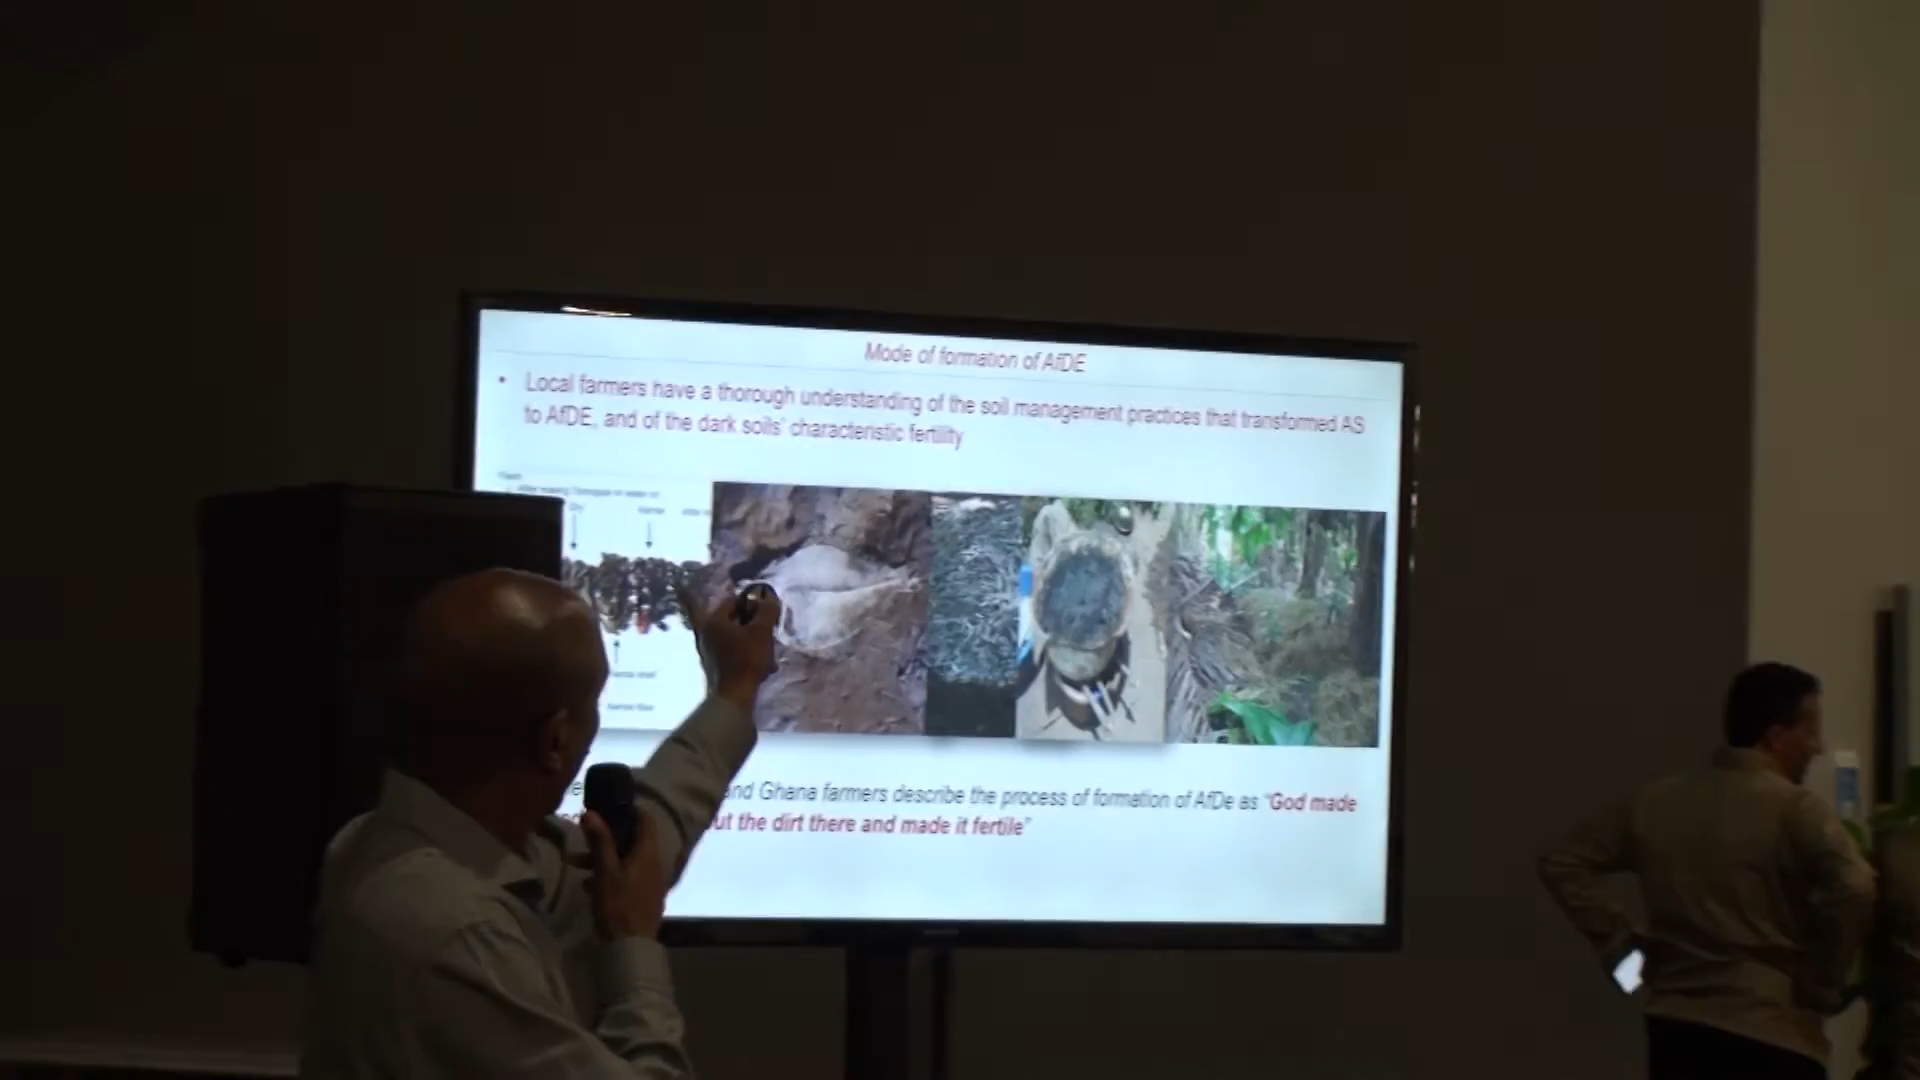 Mode of formation of AfDE
• Local farmers have a thorough understanding of the soil management practices that transformed AS
to AfDE, and of the dark soils' characteristic fertility
and Ghana farmers describe the process of formation of AfDe as "God made
but the dirt there and made it fertile"